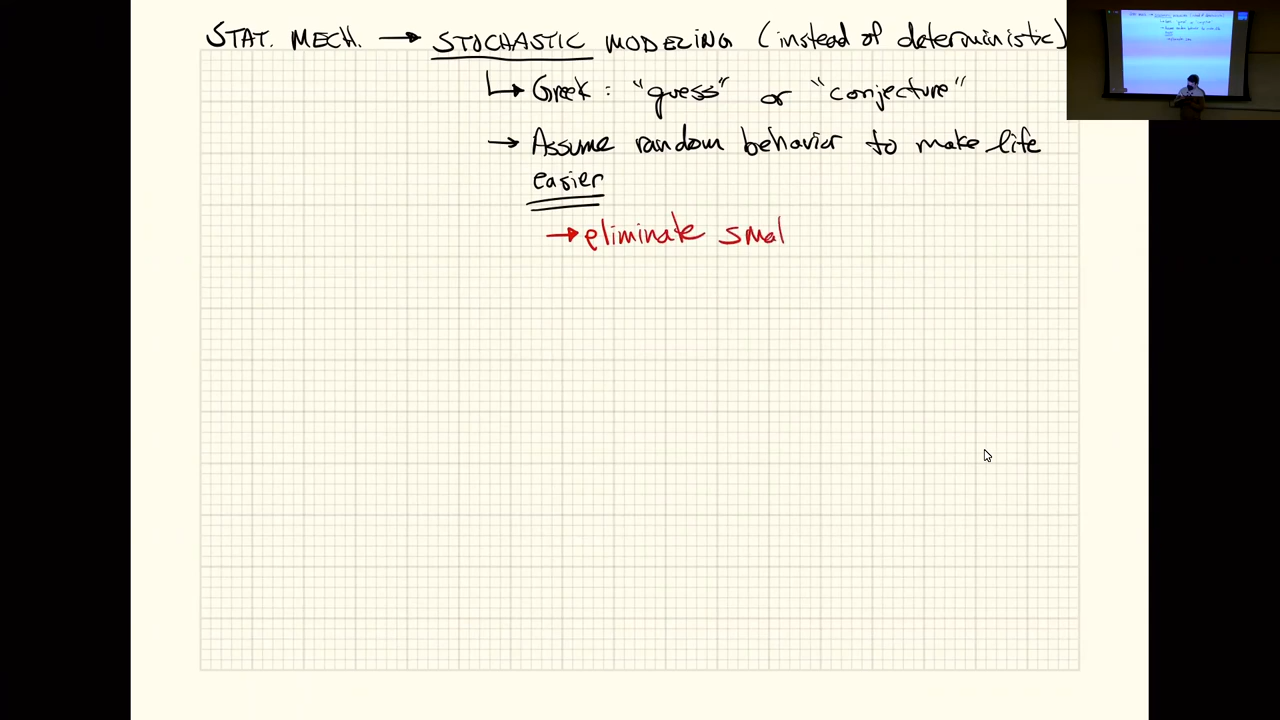 STAT. MECH. → STOCHASTIC MODELING (instead of deterministic)
↳ Greek : "guess" or "conjecture"
→ Assume random behavior to make life
easier
→ eliminate smal